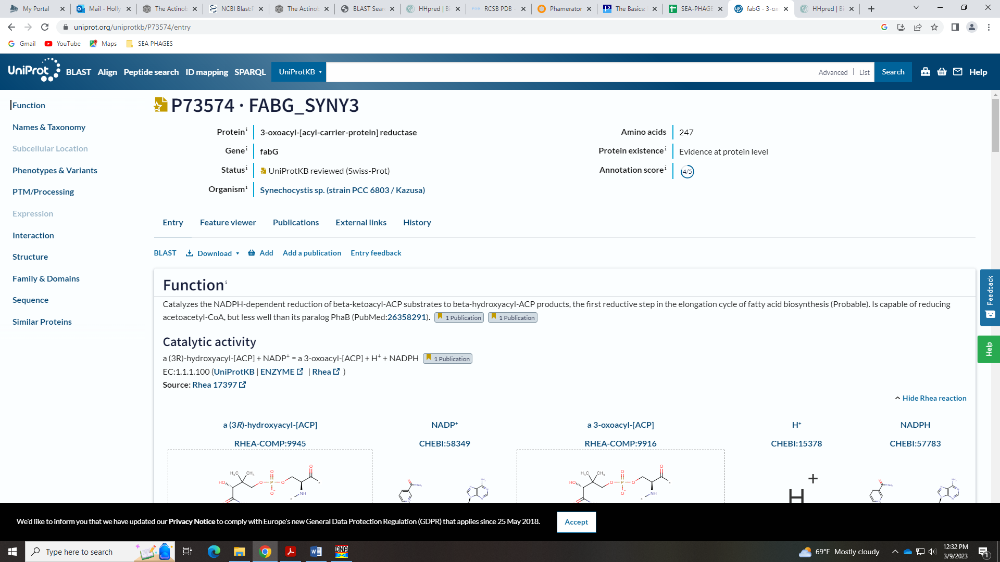 My Portal
Mail - Holly
The Actinob
NCBI Blast:P
The Actinob
BLAST Sear
HHpred | Bi
RCSB PDB -
Phamerator
The Basics:
SEA-PHAGE
fabG - 3-ox
HHpred | Bi
uniprot.org/uniprotkb/P73574/entry
Gmail YouTube Maps SEA PHAGES
UniProt BLAST Align Peptide search ID mapping SPARQL UniProtKB Advanced | List Search Help
Function
Names & Taxonomy
Subcellular Location
Phenotypes & Variants
PTM/Processing
Expression
Interaction
Structure
Family & Domains
Sequence
Similar Proteins
P73574 · FABG_SYNY3
Proteinⁱ 3-oxoacyl-[acyl-carrier-protein] reductase
Geneⁱ fabG
Statusⁱ UniProtKB reviewed (Swiss-Prot)
Organismⁱ Synechocystis sp. (strain PCC 6803 / Kazusa)
Amino acids 247
Protein existenceⁱ Evidence at protein level
Annotation scoreⁱ 4/5
Entry Feature viewer Publications External links History
BLAST Download Add Add a publication Entry feedback
Functionⁱ
Catalyzes the NADPH-dependent reduction of beta-ketoacyl-ACP substrates to beta-hydroxyacyl-ACP products, the first reductive step in the elongation cycle of fatty acid biosynthesis (Probable). Is capable of reducing
acetoacetyl-CoA, but less well than its paralog PhaB (PubMed:26358291). 1 Publication 1 Publication
Catalytic activity
a (3R)-hydroxyacyl-[ACP] + NADP⁺ = a 3-oxoacyl-[ACP] + H⁺ + NADPH 1 Publication
EC:1.1.1.100 (UniProtKB | ENZYME | Rhea )
Source: Rhea 17397
Hide Rhea reaction
a (3R)-hydroxyacyl-[ACP] NADP⁺ a 3-oxoacyl-[ACP] H⁺ NADPH
RHEA-COMP:9945 CHEBI:58349 RHEA-COMP:9916 CHEBI:15378 CHEBI:57783
H₃C CH₃ O O
HO O P O
O⁻ NH
H₃C CH₃ O O
HO O P O
O⁻ NH
H⁺
Feedback
Help
We'd like to inform you that we have updated our Privacy Notice to comply with Europe's new General Data Protection Regulation (GDPR) that applies since 25 May 2018. Accept
Type here to search
DNA
69°F Mostly cloudy
12:32 PM
3/9/2023
1